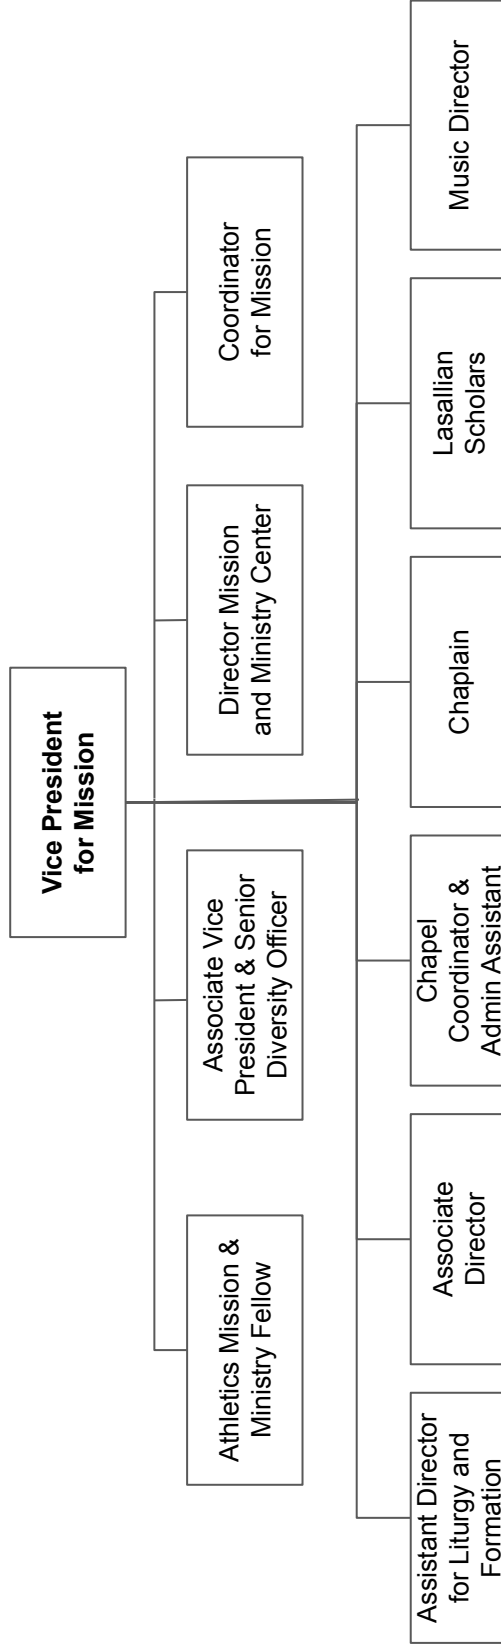 Vice President
for Mission
Athletics Mission &
Ministry Fellow
Associate Vice
President & Senior
Diversity Officer
Director Mission
and Ministry Center
Coordinator
for Mission
Assistant Director
for Liturgy and
Formation
Associate
Director
Chapel
Coordinator &
Admin Assistant
Chaplain
Lasallian
Scholars
Music Director